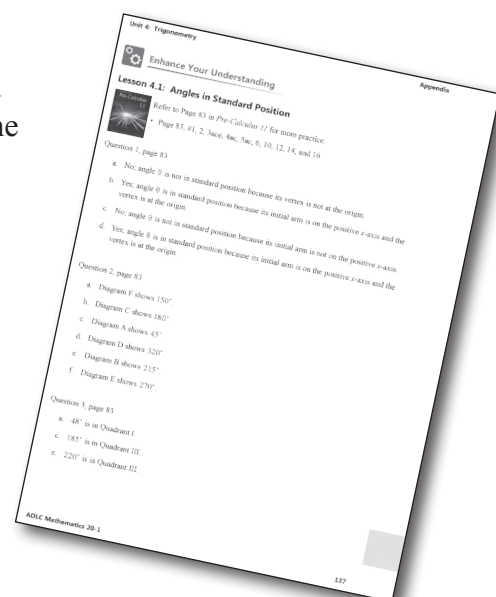 ne
Unit 4: Trigonometry
Appendix
Enhance Your Understanding
Lesson 4.1: Angles in Standard Position
Pre-Calculus
11
Refer to Page 83 in Pre-Calculus 11 for more practice.
• Page 83, #1, 2, 3ace, 4ac, 5ac, 6, 10, 12, 14, and 16
Question 1, page 83
a. No; angle θ is not in standard position because its vertex is not at the origin.
b. Yes; angle θ is in standard position because its initial arm is on the positive x-axis and the
vertex is at the origin.
c. No; angle θ is not in standard position because its initial arm is not on the positive x-axis.
d. Yes; angle θ is in standard position because its initial arm is on the positive x-axis and the
vertex is at the origin.
Question 2, page 83
a. Diagram F shows 150°.
b. Diagram C shows 180°.
c. Diagram A shows 45°.
d. Diagram D shows 320°
e. Diagram B shows 215°.
f. Diagram E shows 270°.
Question 3, page 83
a. 48° is in Quadrant I.
c. 185° is in Quadrant III.
e. 220° is in Quadrant III.
ADLC Mathematics 20-1
137